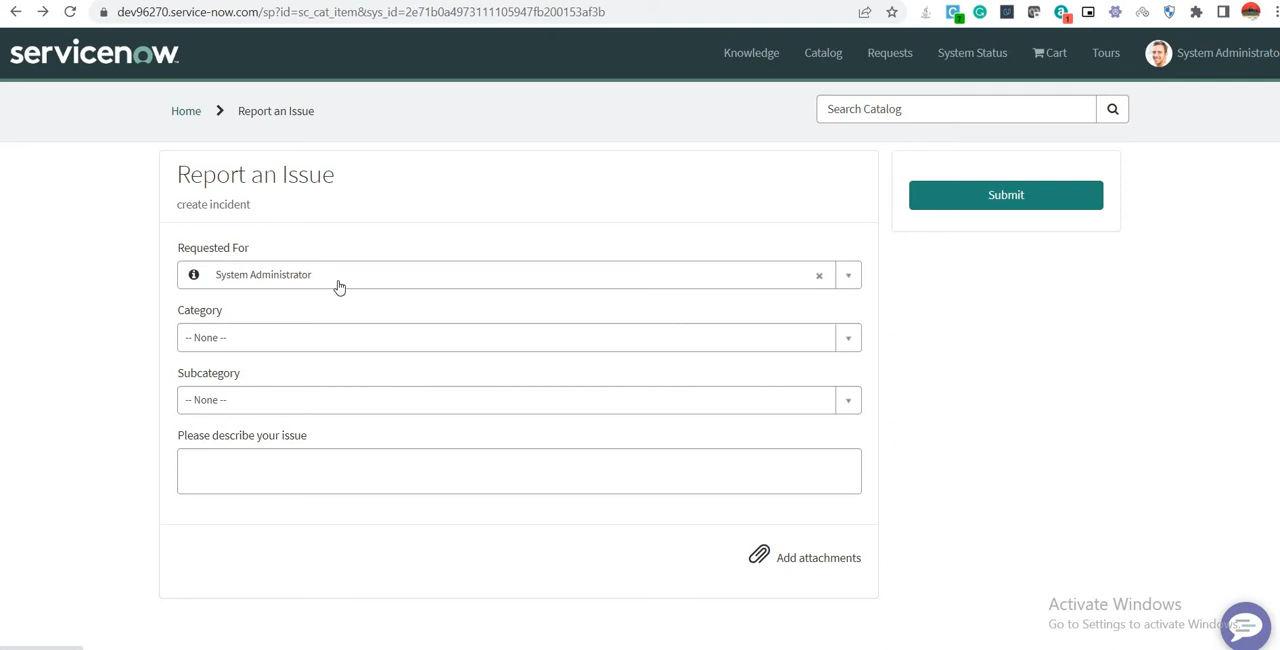 dev96270.service-now.com/sp?id=sc_cat_item&sys_id=2e71b0a4973111105947fb200153af3b
servicenow
Knowledge Catalog Requests System Status Cart Tours System Administrato
Home Report an Issue
Search Catalog
Report an Issue
create incident
Submit
Requested For
System Administrator
Category
-- None --
Subcategory
-- None --
Please describe your issue
Add attachments
Activate Windows
Go to Settings to activate Windows.